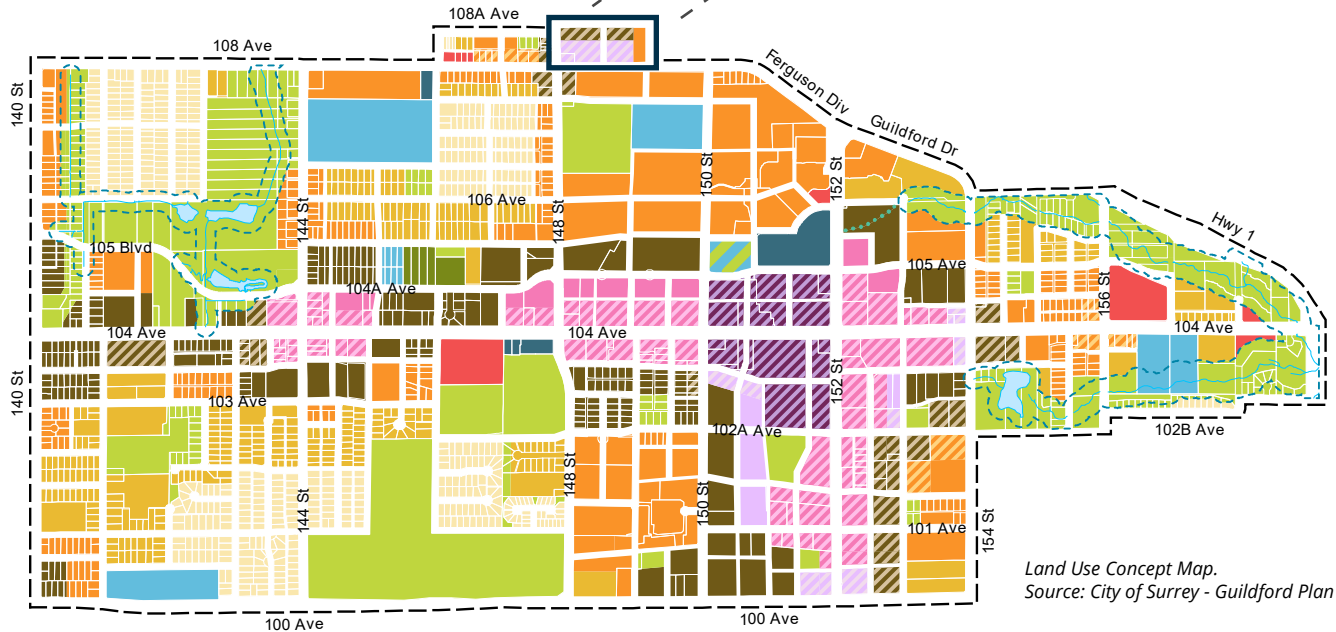 108A Ave
108 Ave
Ferguson Div
Guildford Dr
140 St
150 St
152 St
144 St
106 Ave
148 St
Hwy 1
105 Blvd
105 Ave
104A Ave
156 St
104 Ave
104 Ave
104 Ave
140 St
152 St
103 Ave
102A Ave
102B Ave
148 St
144 St
150 St
154 St
101 Ave
Land Use Concept Map.
Source: City of Surrey - Guildford Plan
100 Ave
100 Ave